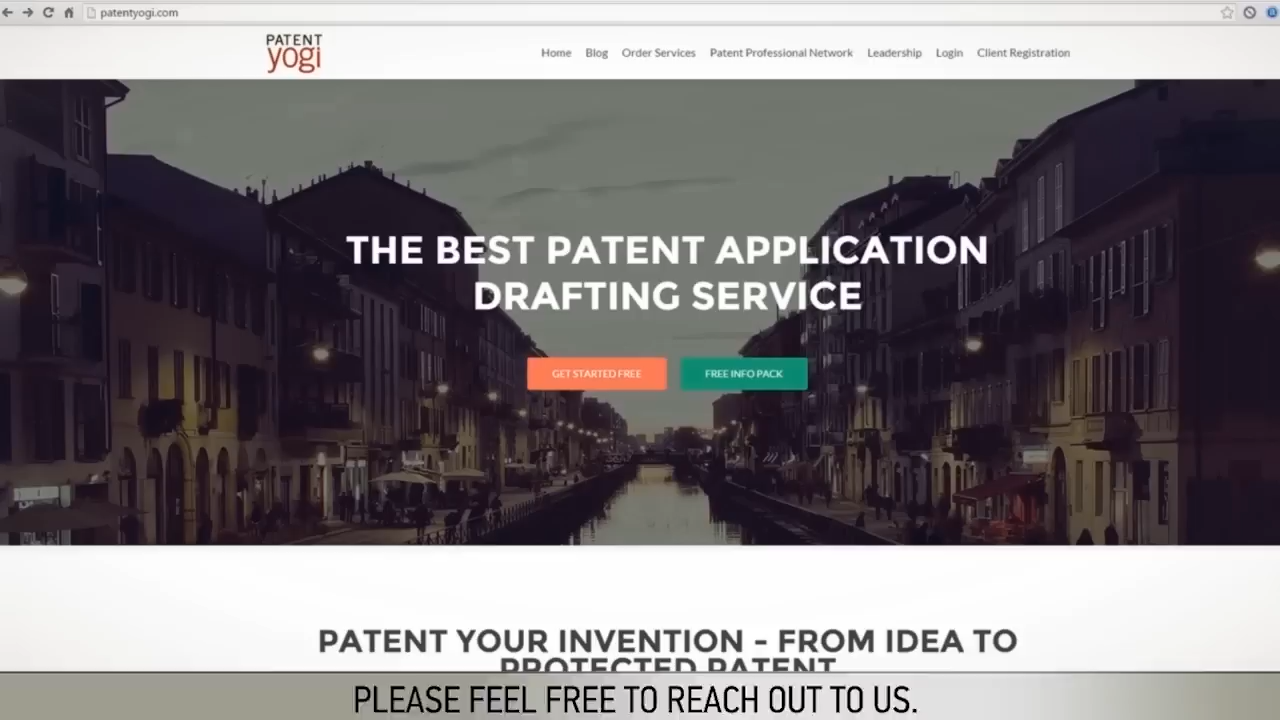 patentyogi.com
PATENT
yogi
Home Blog Order Services Patent Professional Network Leadership Login Client Registration
THE BEST PATENT APPLICATION
DRAFTING SERVICE
GET STARTED FREE FREE INFO PACK
PATENT YOUR INVENTION - FROM IDEA TO
PROTECTED PATENT
PLEASE FEEL FREE TO REACH OUT TO US.